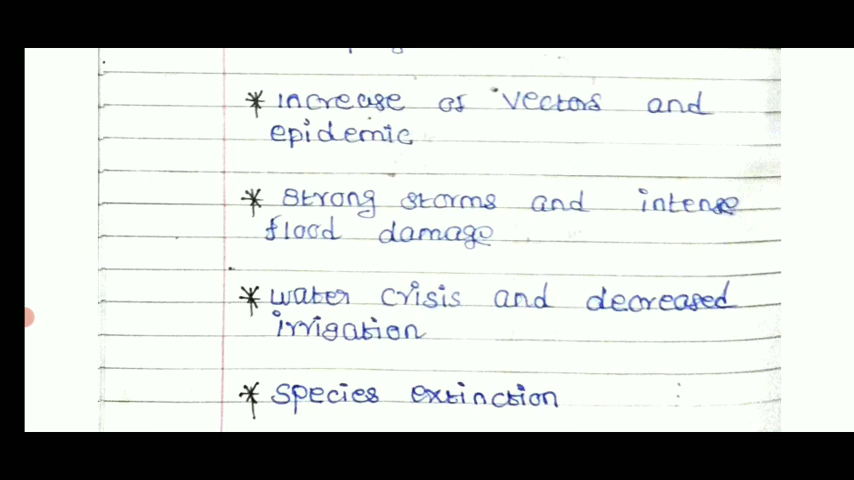 * increase of vectors and
epidemic
* strong storms and intense
flood damage
* water crisis and decreased
irrigation
* species extinction